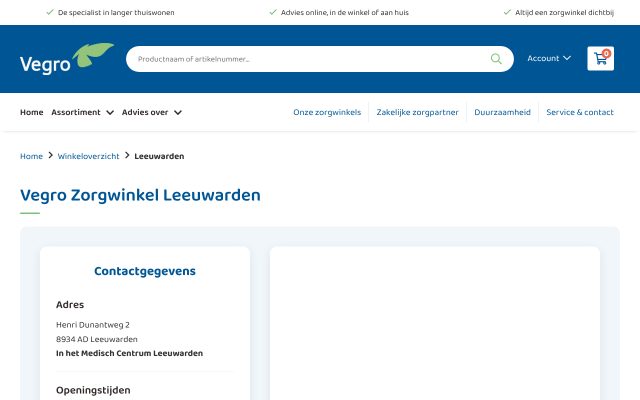 De specialist in langer thuiswonen
Advies online, in de winkel of aan huis
Altijd een zorgwinkel dichtbij
Vegro
Productnaam of artikelnummer...
Account
0
Home
Assortiment
Advies over
Onze zorgwinkels
Zakelijke zorgpartner
Duurzaamheid
Service & contact
Home
Winkeloverzicht
Leeuwarden
Vegro Zorgwinkel Leeuwarden
Contactgegevens
Adres
Henri Dunantweg 2
8934 AD Leeuwarden
In het Medisch Centrum Leeuwarden
Openingstijden